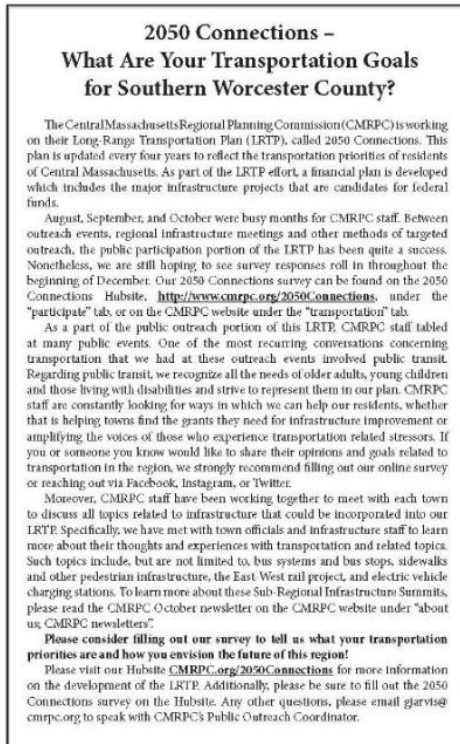 2050 Connections –
What Are Your Transportation Goals
for Southern Worcester County?
The Central Massachusetts Regional Planning Commission (CMRPC) is working
on their Long-Range Transportation Plan (LRTP), called 2050 Connections. This
plan is updated every four years to reflect the transportation priorities of residents
of Central Massachusetts. As part of the LRTP effort, a financial plan is developed
which includes the major infrastructure projects that are candidates for federal
funds.
August, September, and October were busy months for CMRPC staff. Between
outreach events, regional infrastructure meetings and other methods of targeted
outreach, the public participation portion of the LRTP has been quite a success.
Nonetheless, we are still hoping to see survey responses roll in throughout the
beginning of December. Our 2050 Connections survey can be found on the 2050
Connections Hubsite, http://www.cmrpc.org/2050Connections, under the
"participate" tab, or on the CMRPC website under the "transportation" tab.
As a part of the public outreach portion of this LRTP, CMRPC staff tabled
at many public events. One of the most recurring conversations concerning
transportation that we had at these outreach events involved public transit.
Regarding public transit, we recognize all the needs of older adults, young children
and those living with disabilities and strive to represent them in our plan. CMRPC
staff are constantly looking for ways in which we can help our residents, whether
that is helping towns find the grants they need for infrastructure improvement or
amplifying the voices of those who experience transportation related stressors. If
you or someone you know would like to share their opinions and goals related to
transportation in the region, we strongly recommend filling out our online survey
or reaching out via Facebook, Instagram, or Twitter.
Moreover, CMRPC staff have been working together to meet with each town
to discuss all topics related to infrastructure that could be incorporated into our
LRTP. Specifically, we have met with town officials and infrastructure staff to learn
more about their thoughts and experiences with transportation and related topics.
Such topics include, but are not limited to, bus systems and bus stops, sidewalks
and other pedestrian infrastructure, the East-West rail project, and electric vehicle
charging stations. To learn more about these Sub-Regional Infrastructure Summits,
please read the CMRPC October newsletter on the CMRPC website under "about
us; CMRPC newsletters".
Please consider filling out our survey to tell us what your transportation
priorities are and how you envision the future of this region!
Please visit our Hubsite CMRPC.org/2050Connections for more information
on the development of the LRTP. Additionally, please be sure to fill out the 2050
Connections survey on the Hubsite. Any other questions, please email gjarvis@
cmrpc.org to speak with CMRPC's Public Outreach Coordinator.